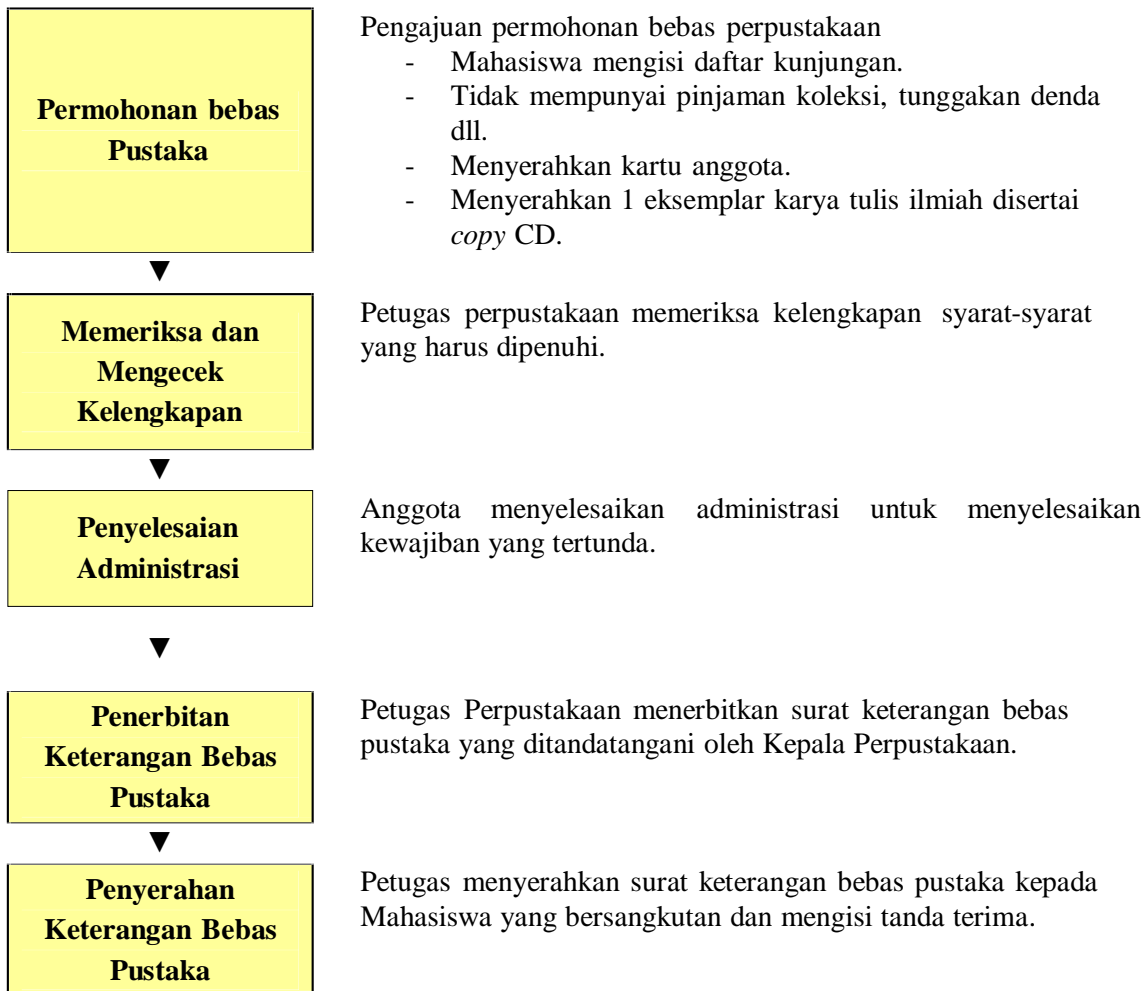 Permohonan bebas
Pustaka
Pengajuan permohonan bebas perpustakaan
- Mahasiswa mengisi daftar kunjungan.
- Tidak mempunyai pinjaman koleksi, tunggakan denda
dll.
- Menyerahkan kartu anggota.
- Menyerahkan 1 eksemplar karya tulis ilmiah disertai
copy CD.
Memeriksa dan
Mengecek
Kelengkapan
Petugas perpustakaan memeriksa kelengkapan syarat-syarat
yang harus dipenuhi.
Penyelesaian
Administrasi
Anggota menyelesaikan administrasi untuk menyelesaikan
kewajiban yang tertunda.
Penerbitan
Keterangan Bebas
Pustaka
Petugas Perpustakaan menerbitkan surat keterangan bebas
pustaka yang ditandatangani oleh Kepala Perpustakaan.
Penyerahan
Keterangan Bebas
Pustaka
Petugas menyerahkan surat keterangan bebas pustaka kepada
Mahasiswa yang bersangkutan dan mengisi tanda terima.